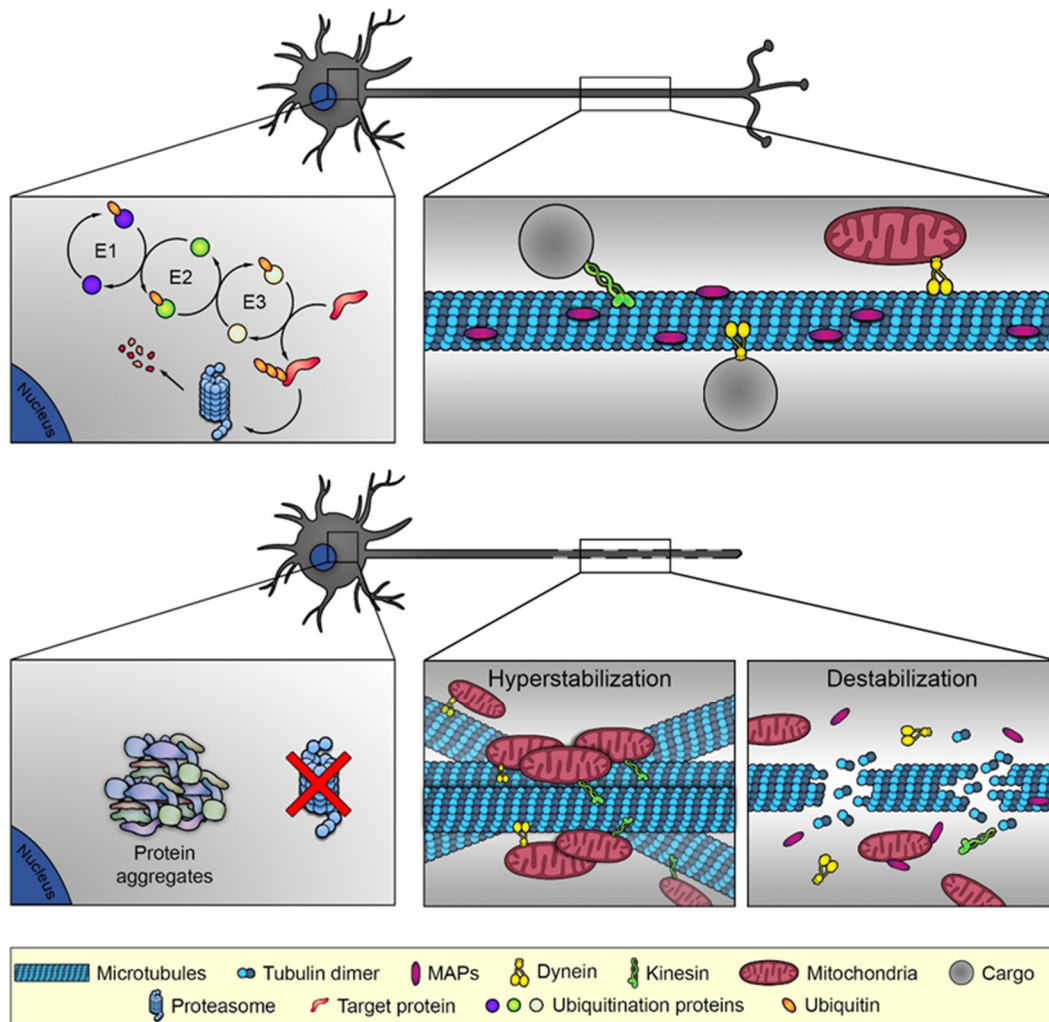 E1
E2
E3
Nucleus
Hyperstabilization
Destabilization
Protein
aggregates
Nucleus
Microtubules Tubulin dimer MAPs Dynein Kinesin Mitochondria Cargo
Proteasome Target protein Ubiquitination proteins Ubiquitin